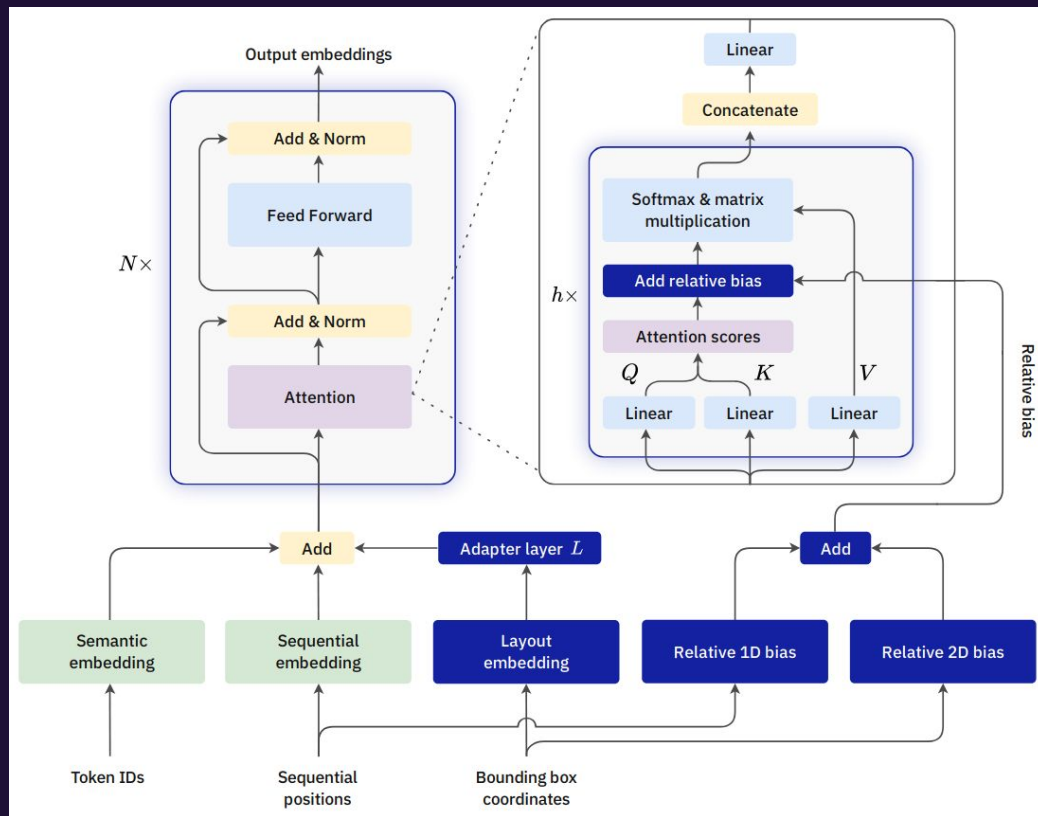 Output embeddings
Add & Norm
Feed Forward
N×
Add & Norm
Attention
Linear
Concatenate
Softmax & matrix
multiplication
h×
Add relative bias
Attention scores
Q
K
V
Linear
Linear
Linear
Relative bias
Add
Adapter layer L
Add
Semantic
embedding
Sequential
embedding
Layout
embedding
Relative 1D bias
Relative 2D bias
Token IDs
Sequential
positions
Bounding box
coordinates